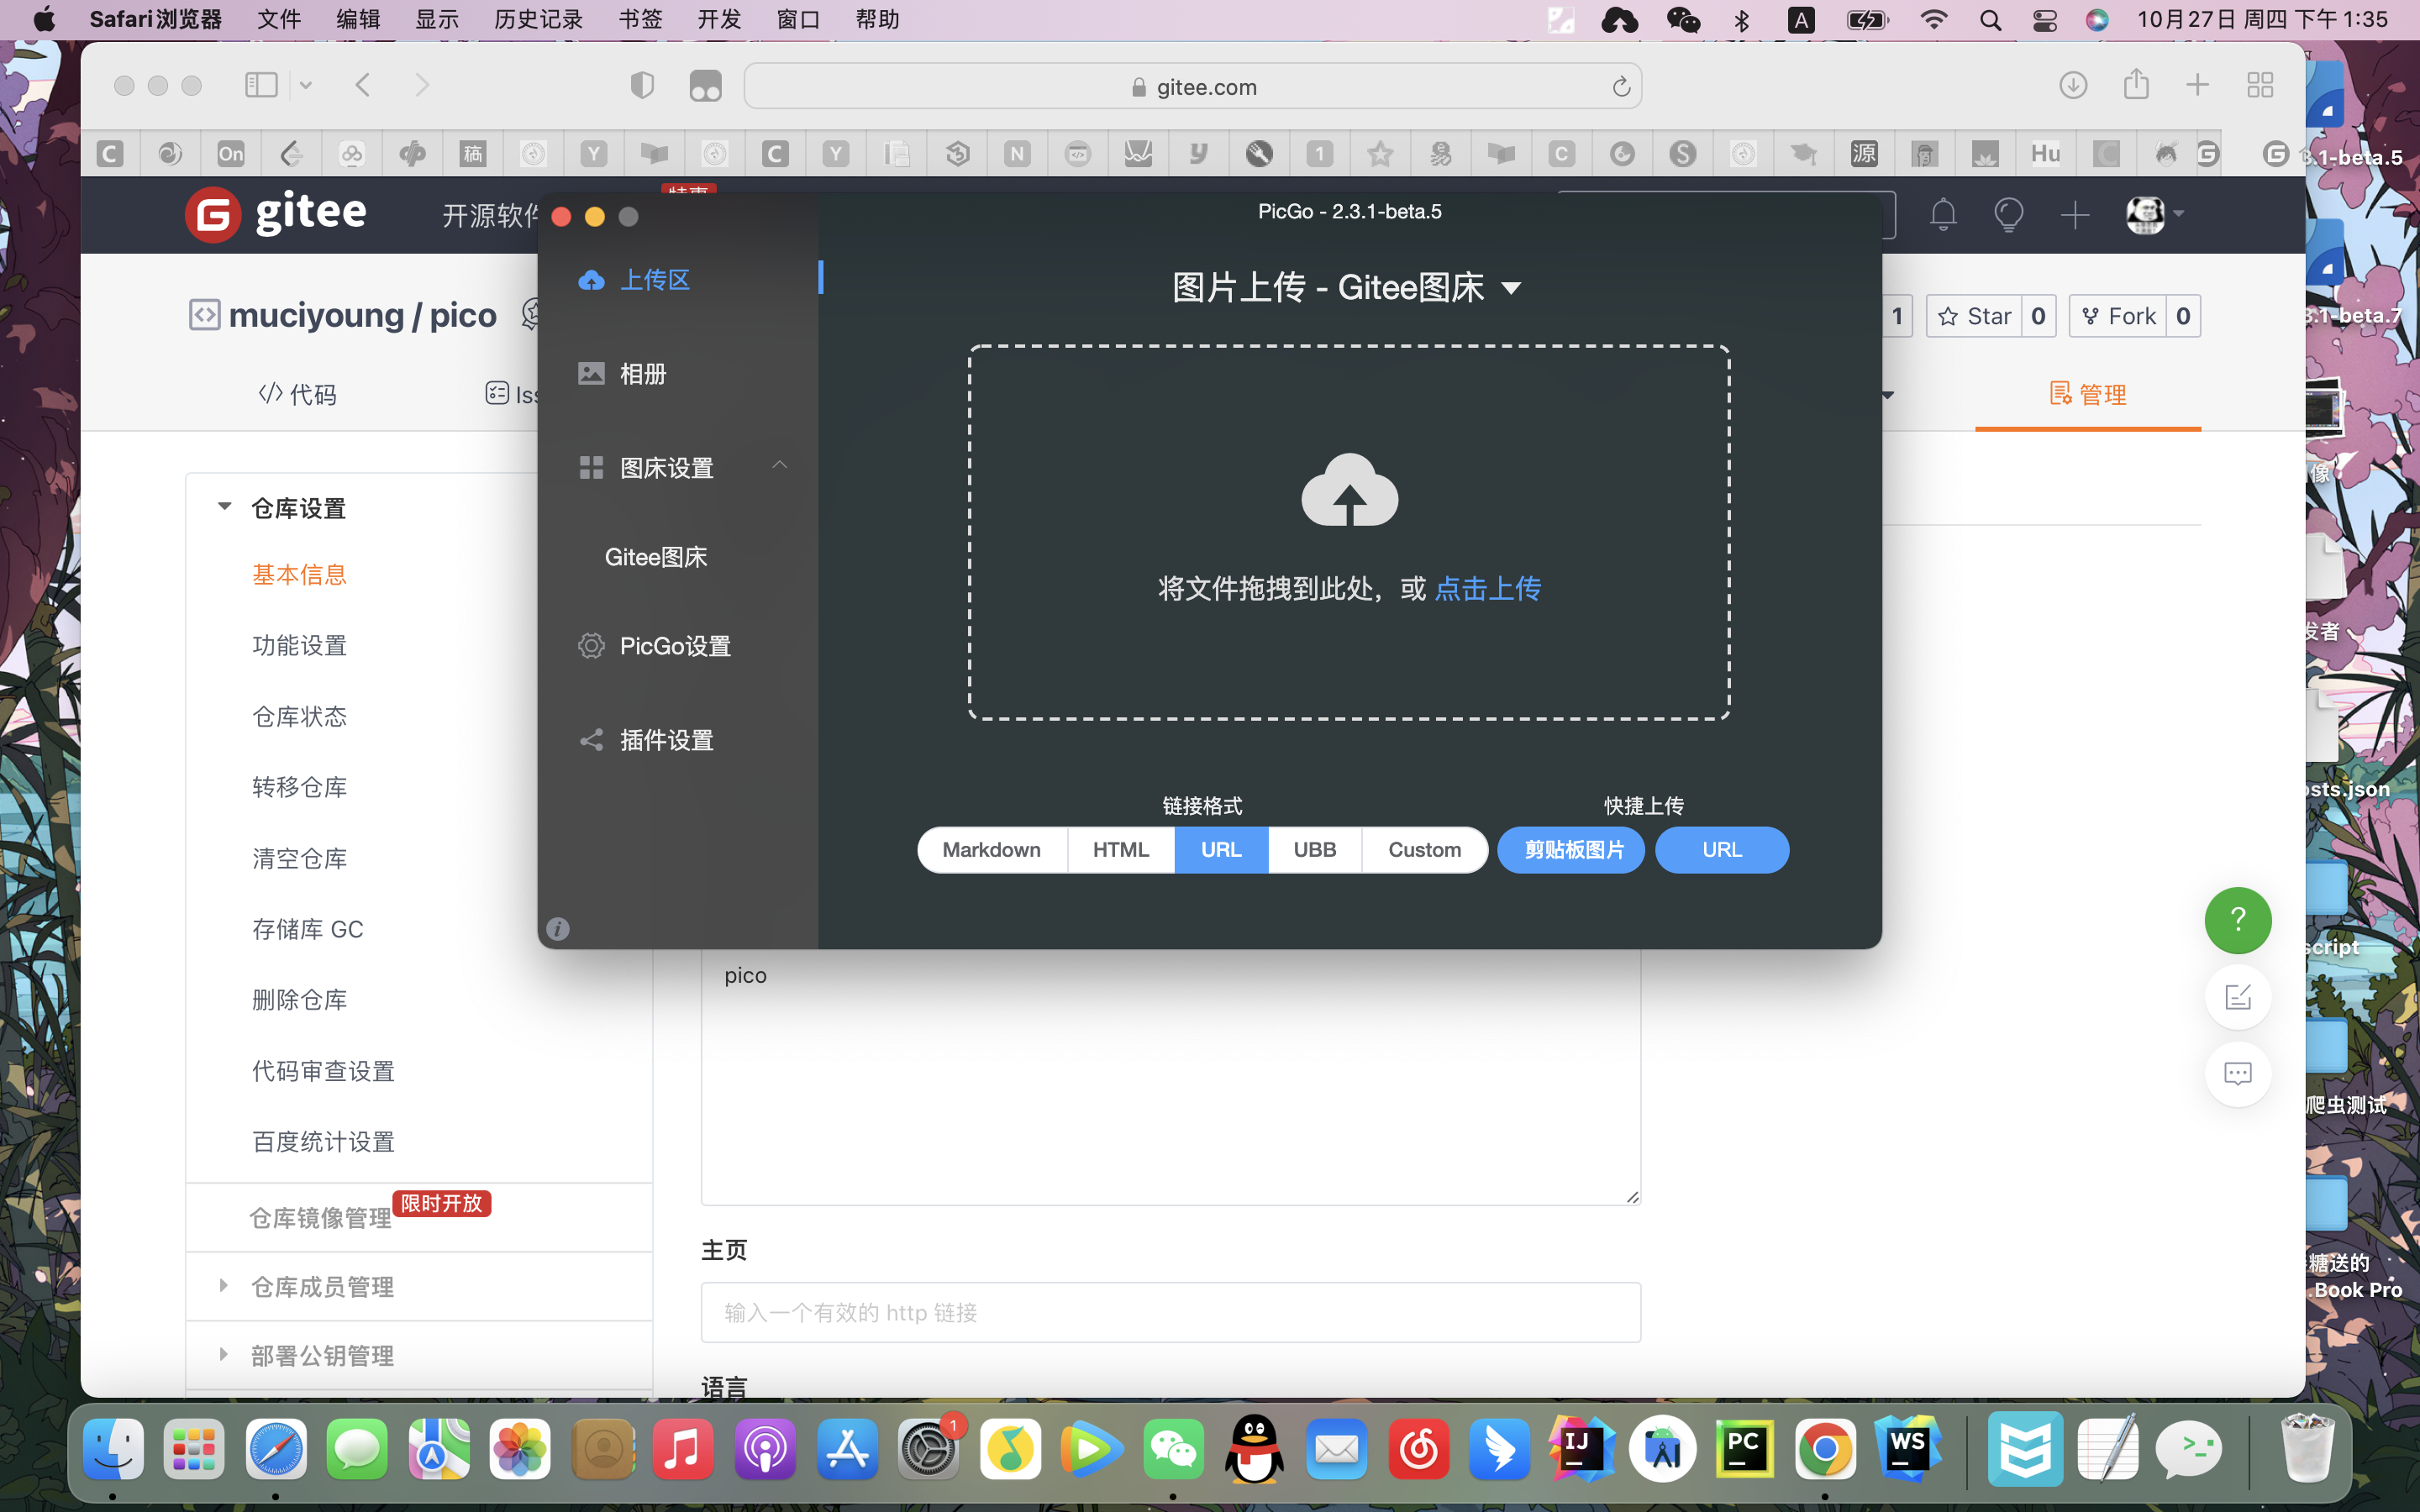 Safari浏览器 文件 编辑 显示 历史记录 书签 开发 窗口 帮助 A 10月27日 周四 下午 1:35
gitee.com
C On 稿 Y C Y N y 1 C S 源 Hu C G G
3.1-beta.5
gitee 开源软件 特惠
PicGo - 2.3.1-beta.5
上传区
图片上传 - Gitee图床
muciyoung / pico
1 Star 0 Fork 0
3.1-beta.7
相册
代码 Iss 管理
图床设置
像
仓库设置
Gitee图床
基本信息
将文件拖拽到此处，或 点击上传
功能设置
PicGo设置
发者
仓库状态
插件设置
转移仓库
osts.json
链接格式 快捷上传
Markdown HTML URL UBB Custom 剪贴板图片 URL
清空仓库
存储库 GC
?
script
pico
删除仓库
代码审查设置
爬虫测试
百度统计设置
限时开放
仓库镜像管理
主页
糖送的
Book Pro
仓库成员管理
输入一个有效的 http 链接
部署公钥管理
语言
1
IJ PC WS